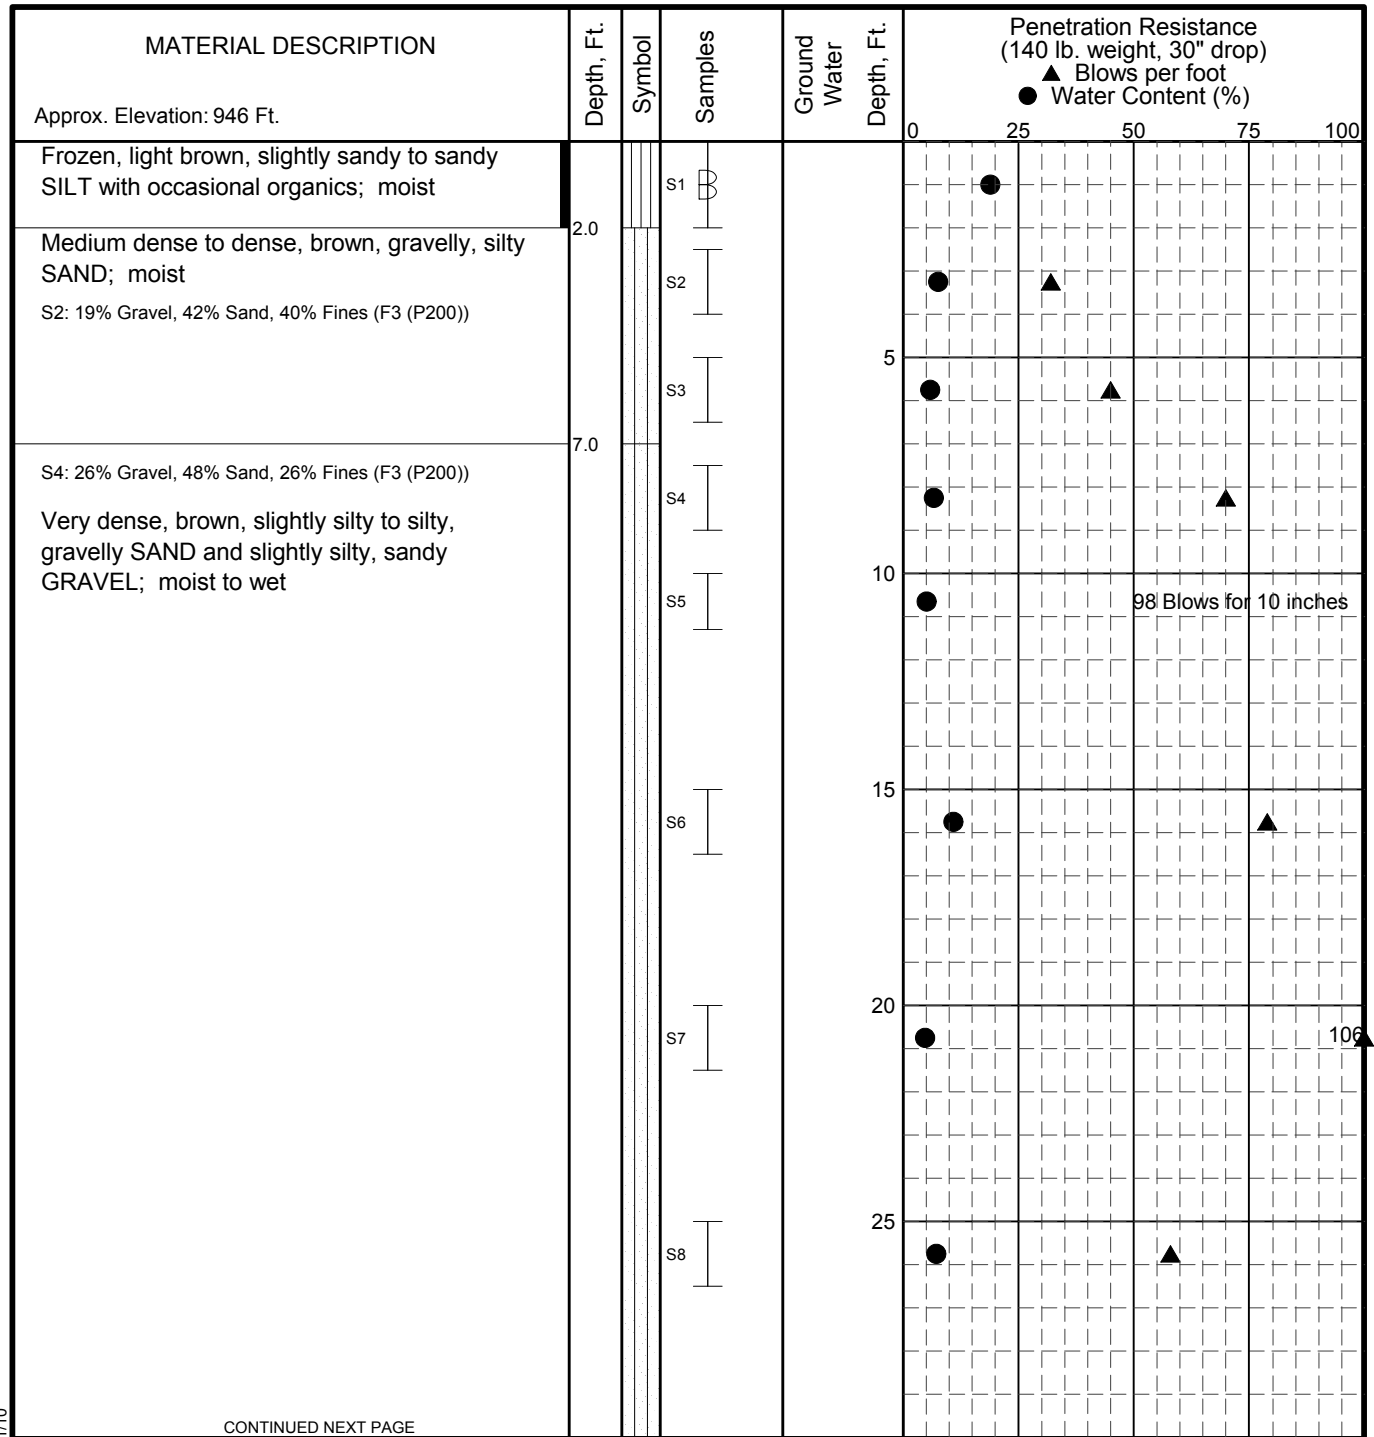 MATERIAL DESCRIPTION
Approx. Elevation: 946 Ft.
Depth, Ft.
Symbol
Samples
Ground
Water
Depth, Ft.
Penetration Resistance
(140 lb. weight, 30" drop)
▲ Blows per foot
● Water Content (%)
0 25 50 75 100
Frozen, light brown, slightly sandy to sandy
SILT with occasional organics; moist
S1
2.0
Medium dense to dense, brown, gravelly, silty
SAND; moist
S2
S2: 19% Gravel, 42% Sand, 40% Fines (F3 (P200))
5
S3
7.0
S4: 26% Gravel, 48% Sand, 26% Fines (F3 (P200))
S4
Very dense, brown, slightly silty to silty,
gravelly SAND and slightly silty, sandy
GRAVEL; moist to wet
10
S5
98 Blows for 10 inches
15
S6
20
S7
106
25
S8
CONTINUED NEXT PAGE